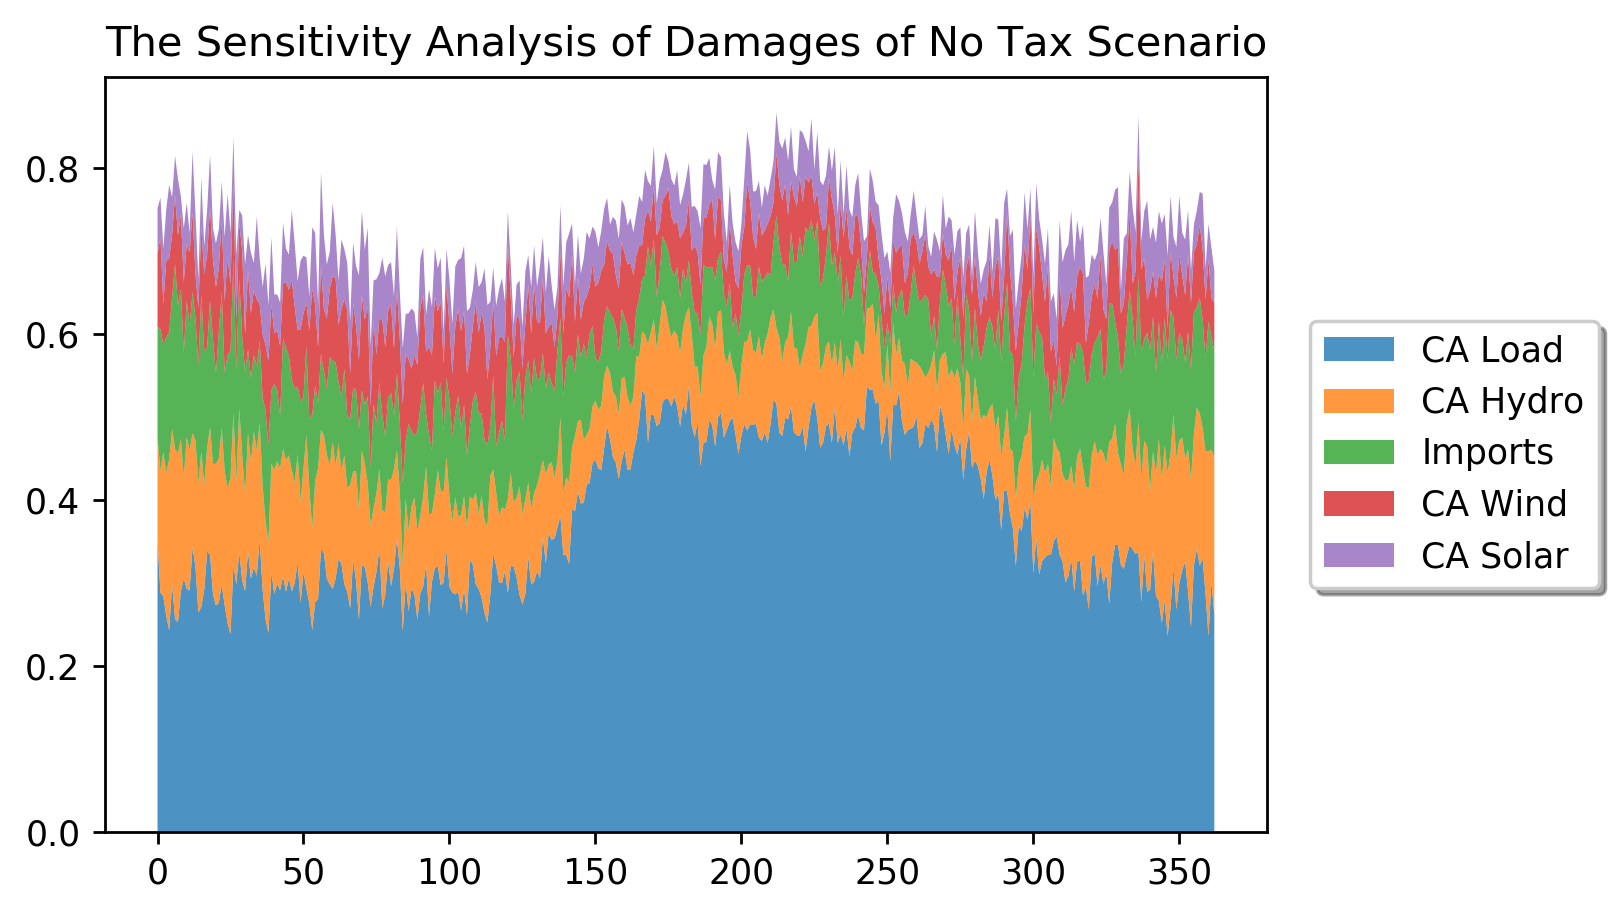 The Sensitivity Analysis of Damages of No Tax Scenario
0.8
0.6
0.4
0.2
0.0
0 50 100 150 200 250 300 350
CA Load
CA Hydro
Imports
CA Wind
CA Solar